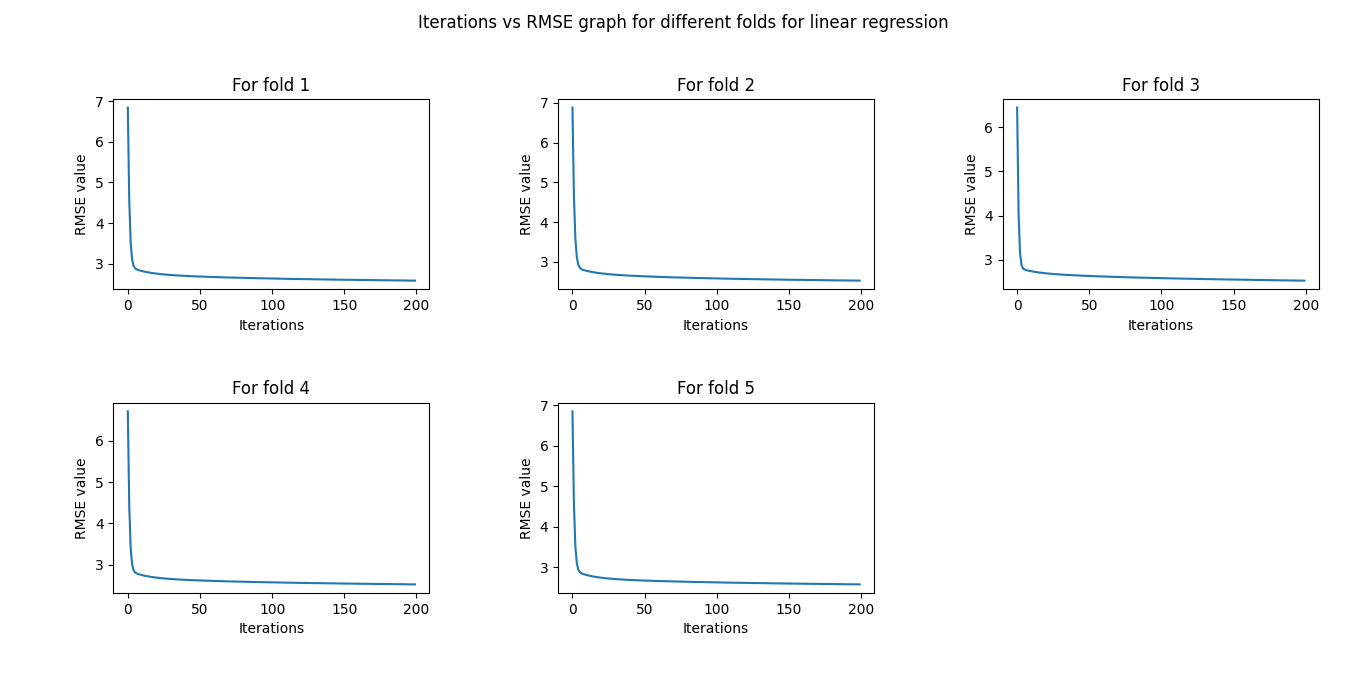 Iterations vs RMSE graph for different folds for linear regression
For fold 1
7
6
5
4
3
RMSE value
0 50 100 150 200
Iterations
For fold 2
7
6
5
4
3
RMSE value
0 50 100 150 200
Iterations
For fold 3
6
5
4
3
RMSE value
0 50 100 150 200
Iterations
For fold 4
6
5
4
3
RMSE value
0 50 100 150 200
Iterations
For fold 5
7
6
5
4
3
RMSE value
0 50 100 150 200
Iterations